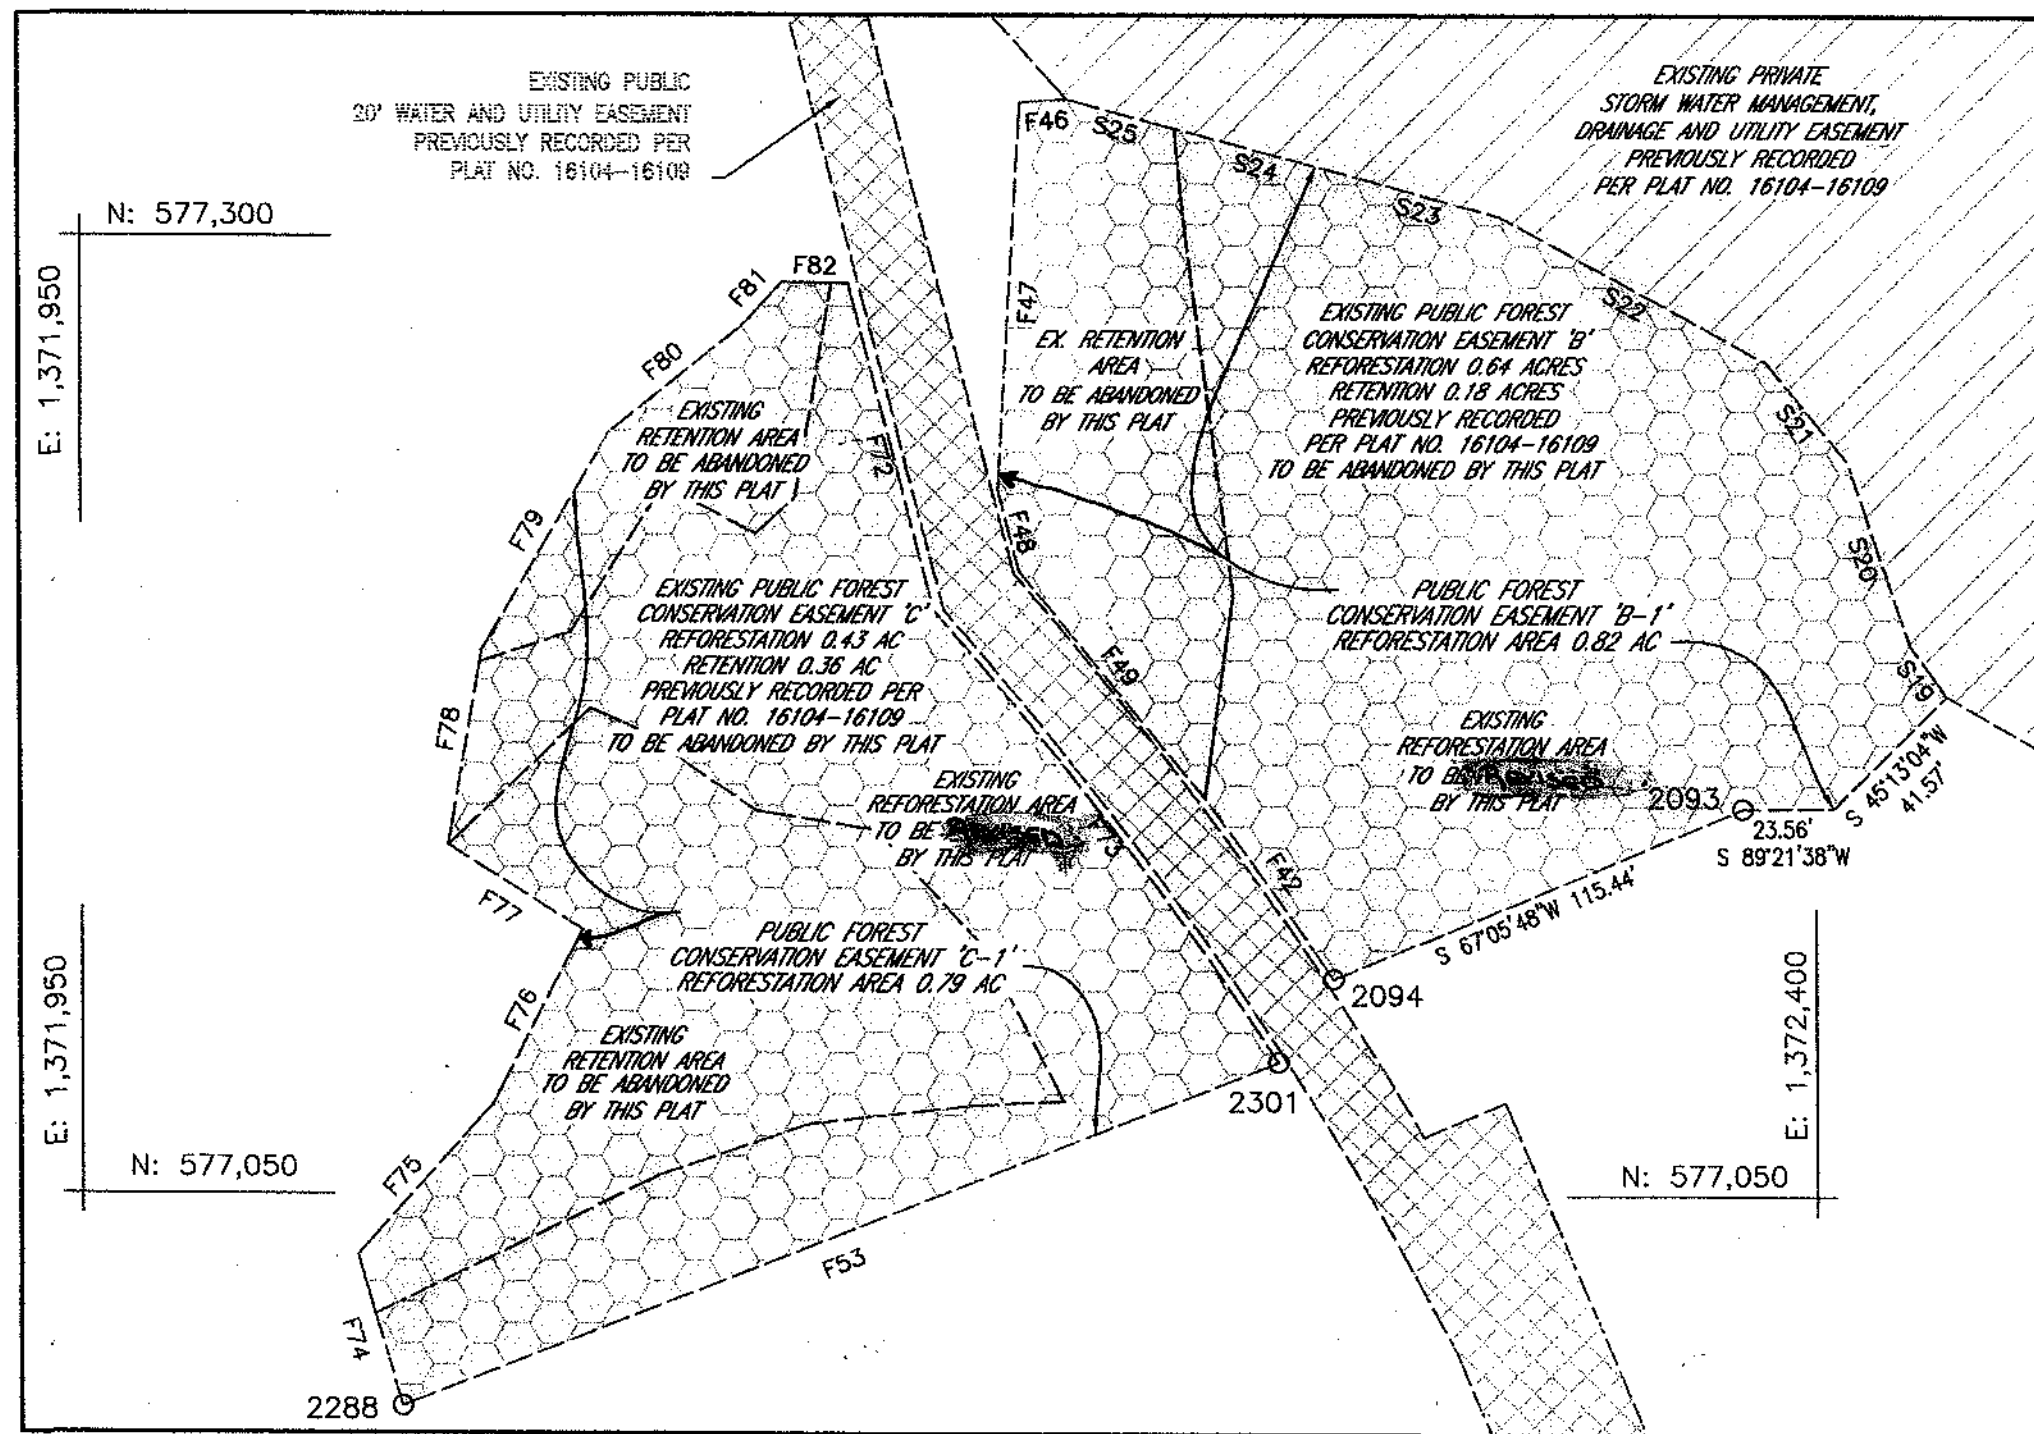 EXISTING PUBLIC
20' WATER AND UTILITY EASEMENT
PREVIOUSLY RECORDED PER
PLAT NO. 16104-16109
EXISTING PRIVATE
STORM WATER MANAGEMENT,
DRAINAGE AND UTILITY EASEMENT
PREVIOUSLY RECORDED
PER PLAT NO. 16104-16109
N: 577,300
E: 1,371,950
F46
S25
S24
S23
S22
S21
S20
S19
F47
F48
F49
F42
F82
F81
F80
F79
F78
F77
F76
F75
F74
F72
F73
F53
EX. RETENTION
AREA
TO BE ABANDONED
BY THIS PLAT
EXISTING PUBLIC FOREST
CONSERVATION EASEMENT 'B'
REFORESTATION 0.64 ACRES
RETENTION 0.18 ACRES
PREVIOUSLY RECORDED
PER PLAT NO. 16104-16109
TO BE ABANDONED BY THIS PLAT
EXISTING
RETENTION AREA
TO BE ABANDONED
BY THIS PLAT
EXISTING PUBLIC FOREST
CONSERVATION EASEMENT 'C'
REFORESTATION 0.43 AC
RETENTION 0.36 AC
PREVIOUSLY RECORDED PER
PLAT NO. 16104-16109
TO BE ABANDONED BY THIS PLAT
PUBLIC FOREST
CONSERVATION EASEMENT 'B-1'
REFORESTATION AREA 0.82 AC
EXISTING
REFORESTATION AREA
TO BE Revised
BY THIS PLAT
EXISTING
REFORESTATION AREA
TO BE Revised
BY THIS PLAT
2093
23.56'
S 89°21'38"W
S 45°13'04"W
41.57'
S 67°05'48"W 115.44'
2094
PUBLIC FOREST
CONSERVATION EASEMENT 'C-1'
REFORESTATION AREA 0.79 AC
EXISTING
RETENTION AREA
TO BE ABANDONED
BY THIS PLAT
2301
E: 1,371,950
N: 577,050
E: 1,372,400
N: 577,050
2288